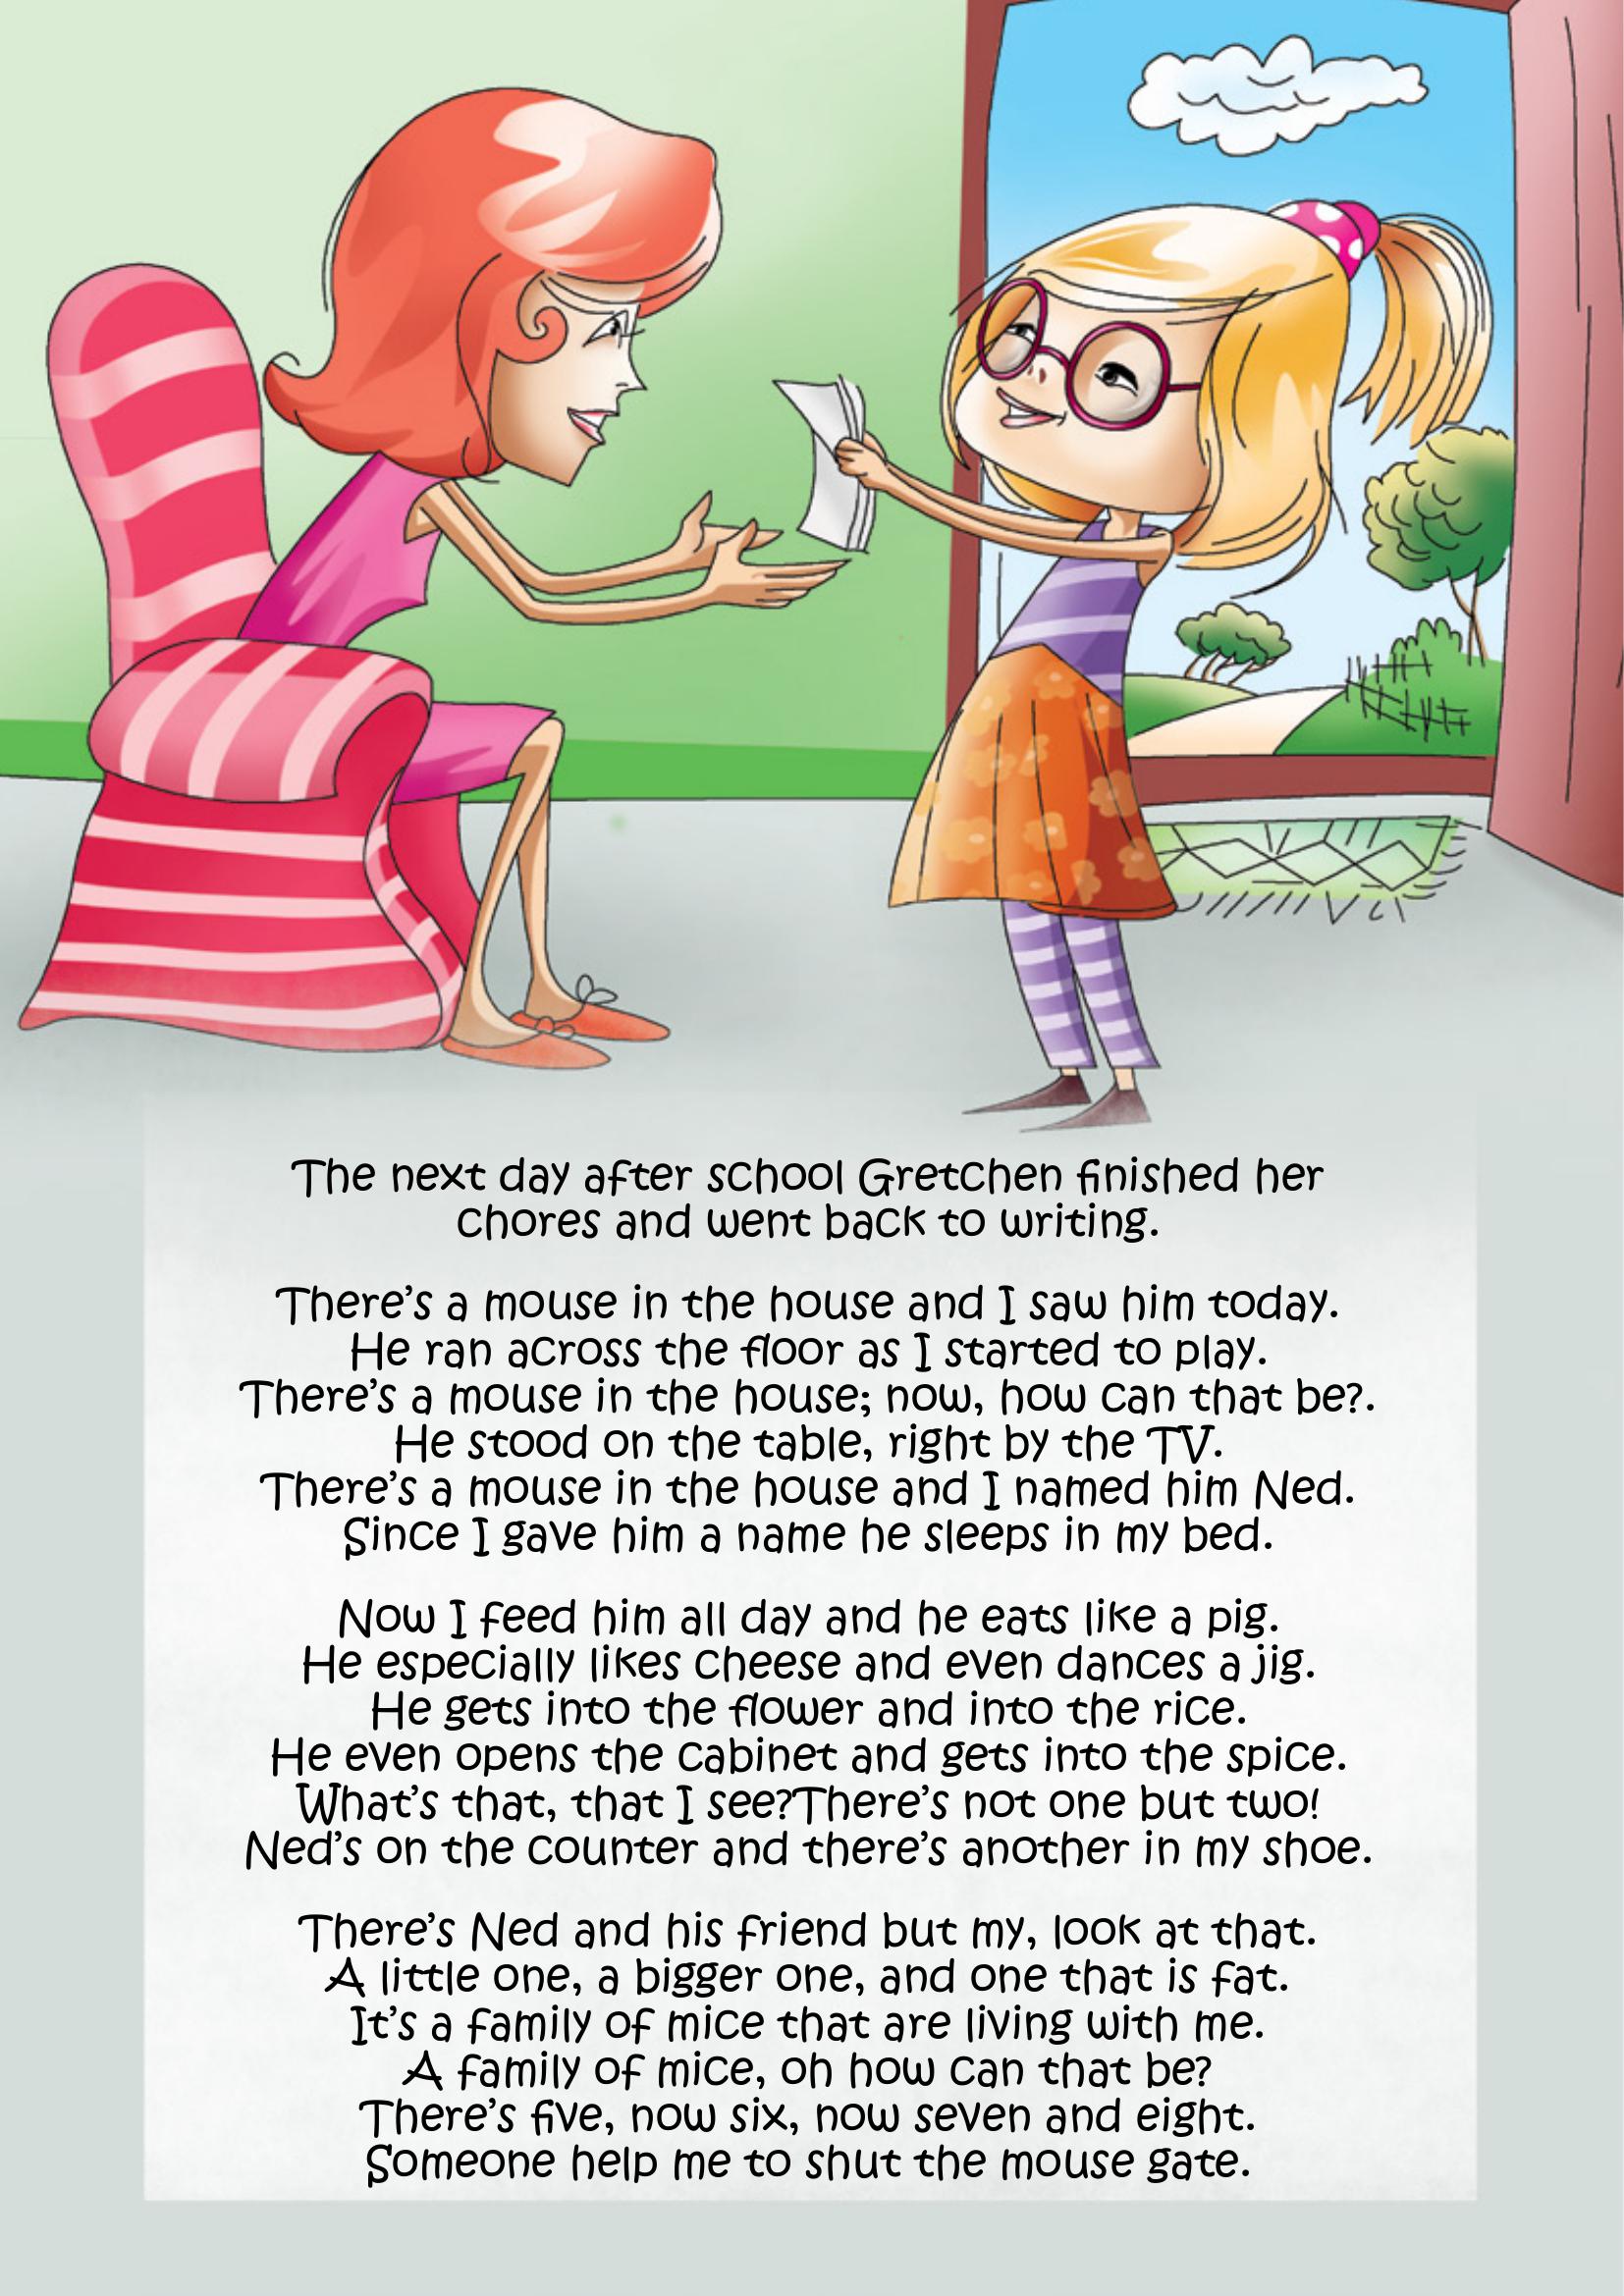 The next day after school Gretchen finished her
chores and went back to writing.
There’s a mouse in the house and I saw him today.
He ran across the floor as I started to play.
There’s a mouse in the house; now, how can that be?.
He stood on the table, right by the TV.
There’s a mouse in the house and I named him Ned.
Since I gave him a name he sleeps in my bed.
Now I feed him all day and he eats like a pig.
He especially likes cheese and even dances a jig.
He gets into the flower and into the rice.
He even opens the cabinet and gets into the spice.
What’s that, that I see?There’s not one but two!
Ned’s on the counter and there’s another in my shoe.
There’s Ned and his friend but my, look at that.
A little one, a bigger one, and one that is fat.
It’s a family of mice that are living with me.
A family of mice, oh how can that be?
There’s five, now six, now seven and eight.
Someone help me to shut the mouse gate.